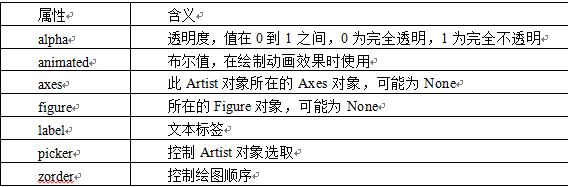 属性 含义
alpha 透明度，值在 0 到 1 之间，0 为完全透明，1 为完全不透明
animated 布尔值，在绘制动画效果时使用
axes 此 Artist 对象所在的 Axes 对象，可能为 None
figure 所在的 Figure 对象，可能为 None
label 文本标签
picker 控制 Artist 对象选取
zorder 控制绘图顺序